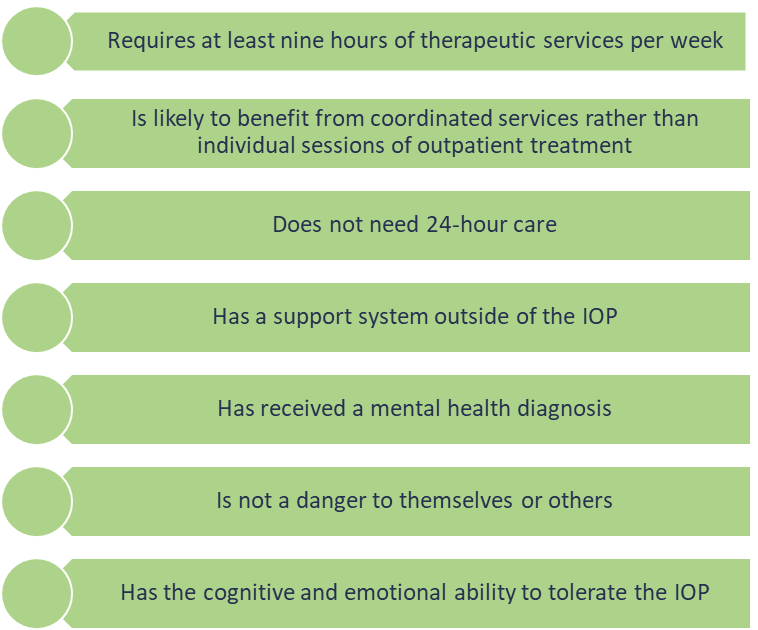 Requires at least nine hours of therapeutic services per week
Is likely to benefit from coordinated services rather than
individual sessions of outpatient treatment
Does not need 24-hour care
Has a support system outside of the IOP
Has received a mental health diagnosis
Is not a danger to themselves or others
Has the cognitive and emotional ability to tolerate the IOP